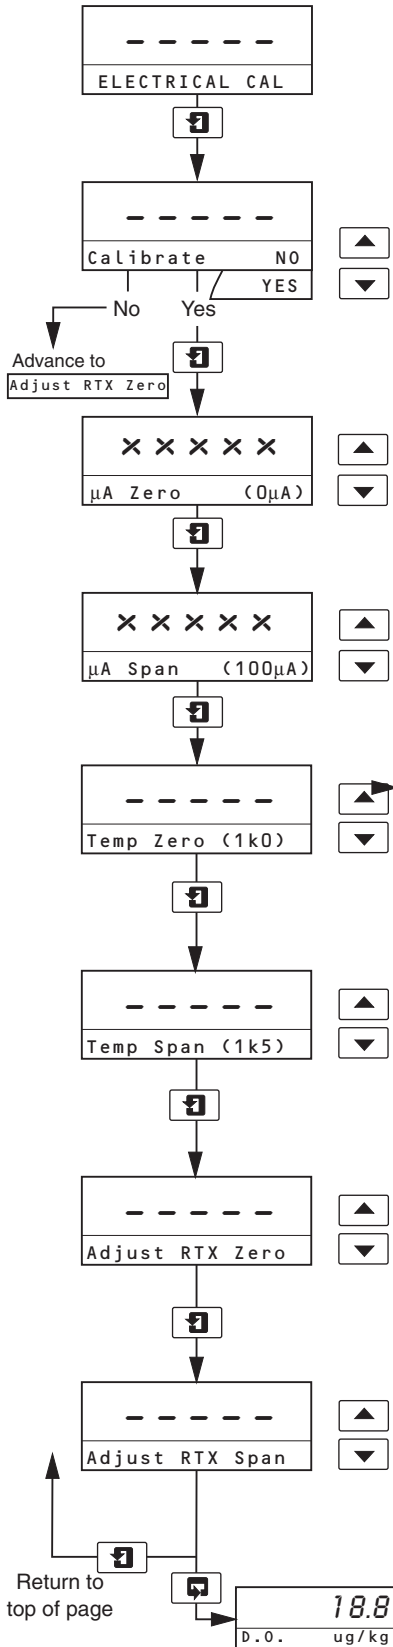 - - - - -
ELECTRICAL CAL
- - - - -
Calibrate NO
YES
No Yes
Advance to
Adjust RTX Zero
×××××
µA Zero (0µA)
×××××
µA Span (100µA)
- - - - -
Temp Zero (1k0)
- - - - -
Temp Span (1k5)
- - - - -
Adjust RTX Zero
- - - - -
Adjust RTX Span
Return to
top of page
18.8
D.O. ug/kg